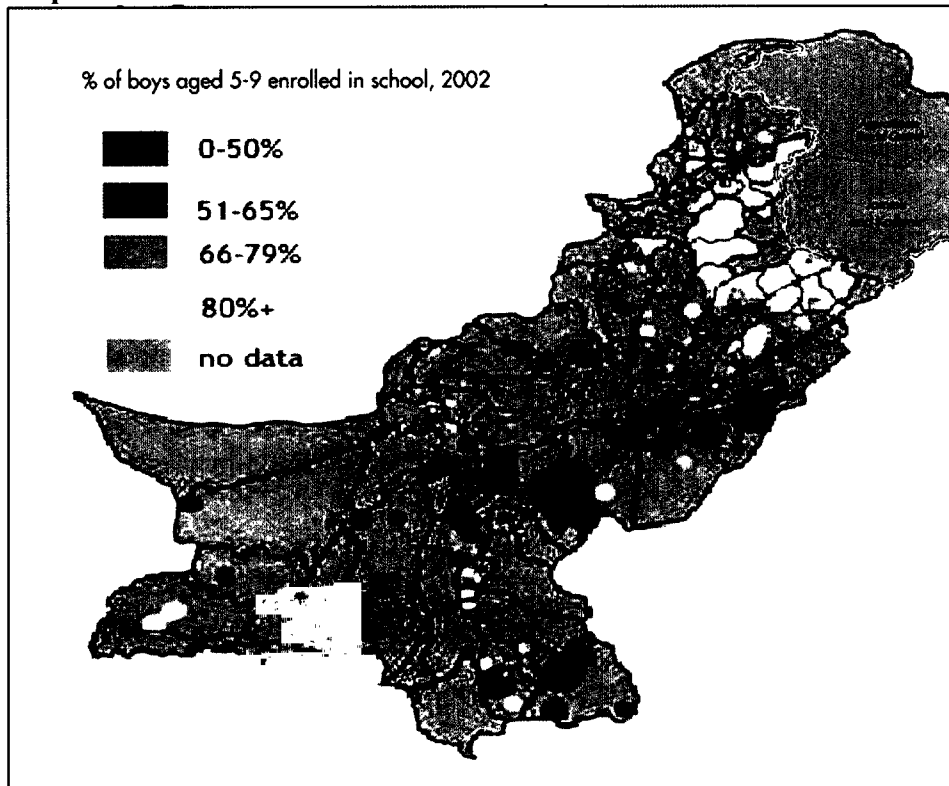 % of boys aged 5-9 enrolled in school, 2002
0-50%
51-65%
66-79%
80%+
no data